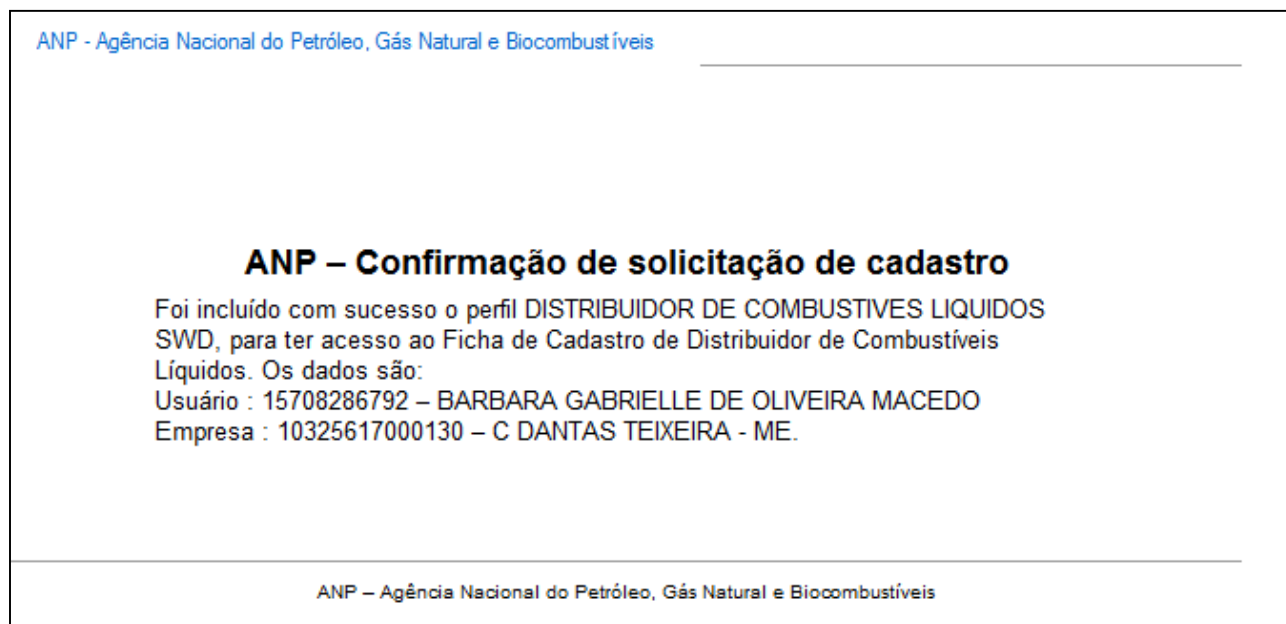 ANP - Agência Nacional do Petróleo, Gás Natural e Biocombustíveis
ANP – Confirmação de solicitação de cadastro
Foi incluído com sucesso o perfil DISTRIBUIDOR DE COMBUSTIVES LIQUIDOS
SWD, para ter acesso ao Ficha de Cadastro de Distribuidor de Combustíveis
Líquidos. Os dados são:
Usuário : 15708286792 – BARBARA GABRIELLE DE OLIVEIRA MACEDO
Empresa : 10325617000130 – C DANTAS TEIXEIRA - ME.
ANP – Agência Nacional do Petróleo, Gás Natural e Biocombustíveis